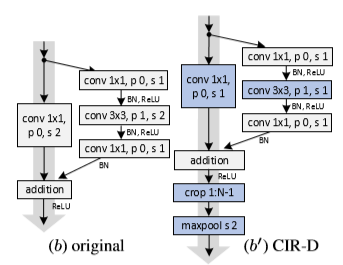 conv 1x1, p 0, s 1
BN, ReLU
conv 1x1,
p 0, s 2
conv 3x3, p 1, s 2
BN, ReLU
conv 1x1, p 0, s 1
BN
addition
ReLU
(b) original
conv 1x1, p 0, s 1
BN, ReLU
conv 1x1,
p 0, s 1
conv 3x3, p 1, s 1
BN, ReLU
conv 1x1, p 0, s 1
BN
addition
ReLU
crop 1:N-1
maxpool s 2
(b′) CIR-D